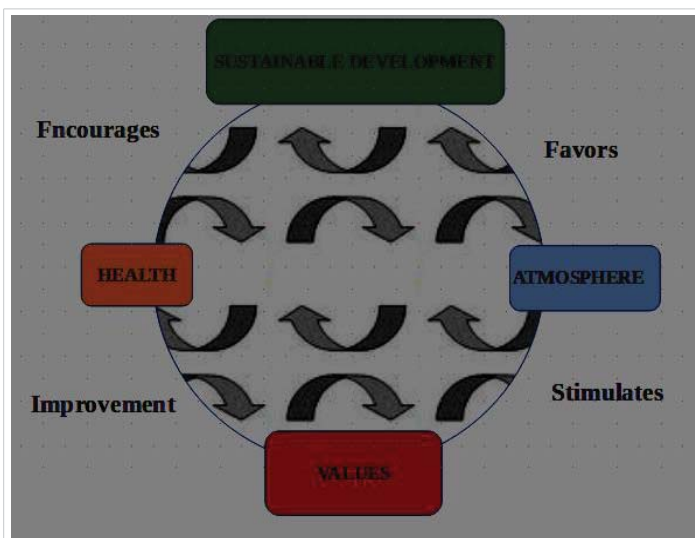 SUSTAINABLE DEVELOPMENT
Fncourages
Favors
HEALTH
ATMOSPHERE
Improvement
Stimulates
VALUES